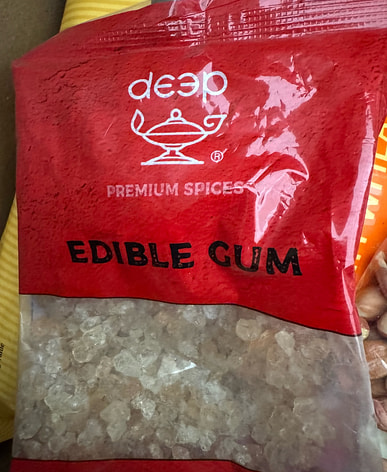 deep
®
PREMIUM SPICES
EDIBLE GUM